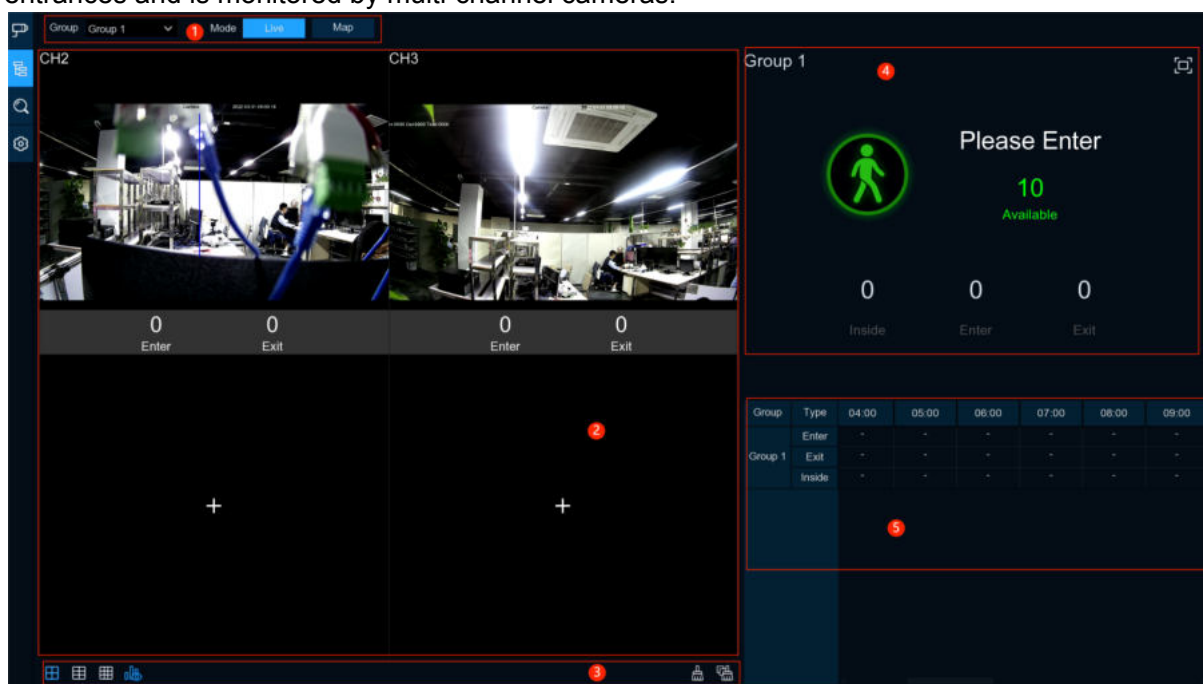 entrances and is monitored by multi-channel cameras.
Group Group 1 1 Mode Live Map
CH2
CH3
Camera
Camera
0 0
Enter Exit
0 0
Enter Exit
+ +
2
3
Group 1
4
Please Enter
10
Available
0 0 0
Inside Enter Exit
Group Type 04:00 05:00 06:00 07:00 08:00 09:00
Group 1
Enter - - - - - -
Exit - - - - - -
Inside - - - - - -
5